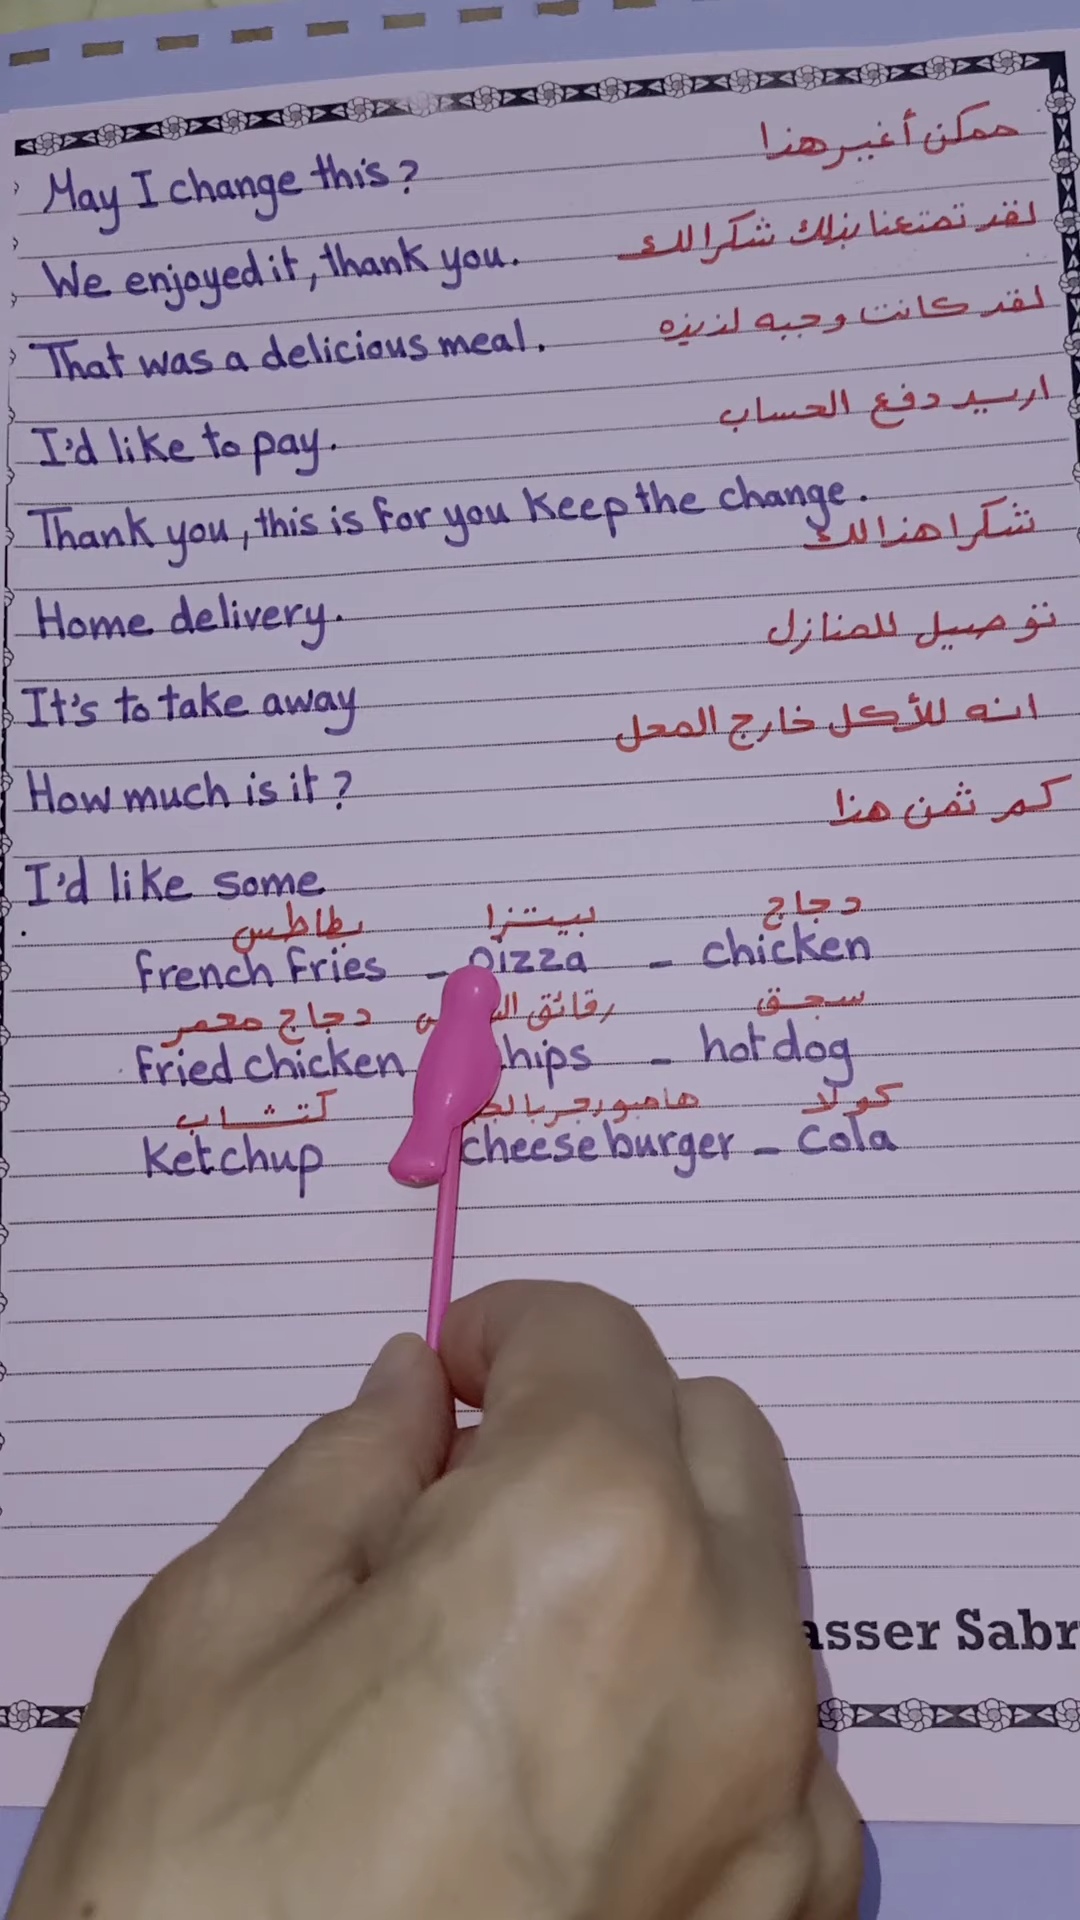 May I change this? ممكن أغير هذا
We enjoyed it, thank you. لقد تمتعنا بذلك شكرا لك
That was a delicious meal. لقد كانت وجبه لذيذه
I'd like to pay. اريد دفع الحساب
Thank you, this is for you keep the change.
شكرا هذا لك
Home delivery. توصيل للمنازل
It's to take away انه للأكل خارج المحل
How much is it? كم ثمن هذا
I'd like some
بطاطس بيتزا دجاج
french fries - pizza - chicken
دجاج محمر رقائق سجق
fried chicken hips - hotdog
كتشاب هامبورجر كولا
ketchup cheese burger - cola
asser Sabr